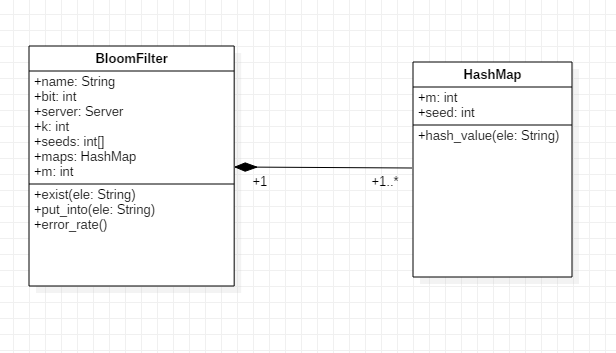 BloomFilter
+name: String
+bit: int
+server: Server
+k: int
+seeds: int[]
+maps: HashMap
+m: int
+exist(ele: String)
+put_into(ele: String)
+error_rate()
+1
+1..*
HashMap
+m: int
+seed: int
+hash_value(ele: String)